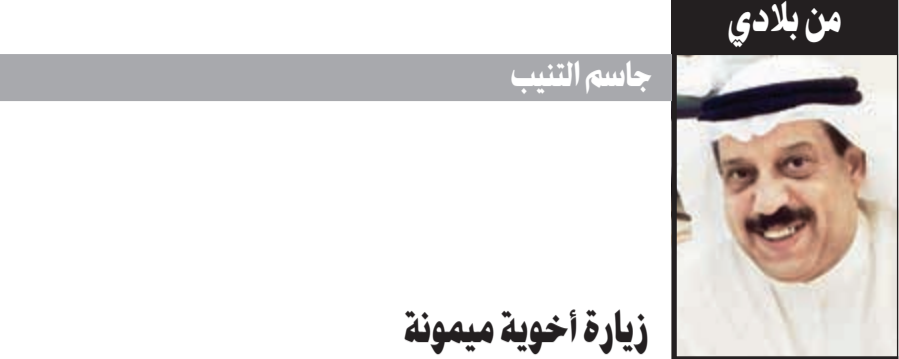 من بلادي
جاسم التنيب
زيارة أخوية ميمونة